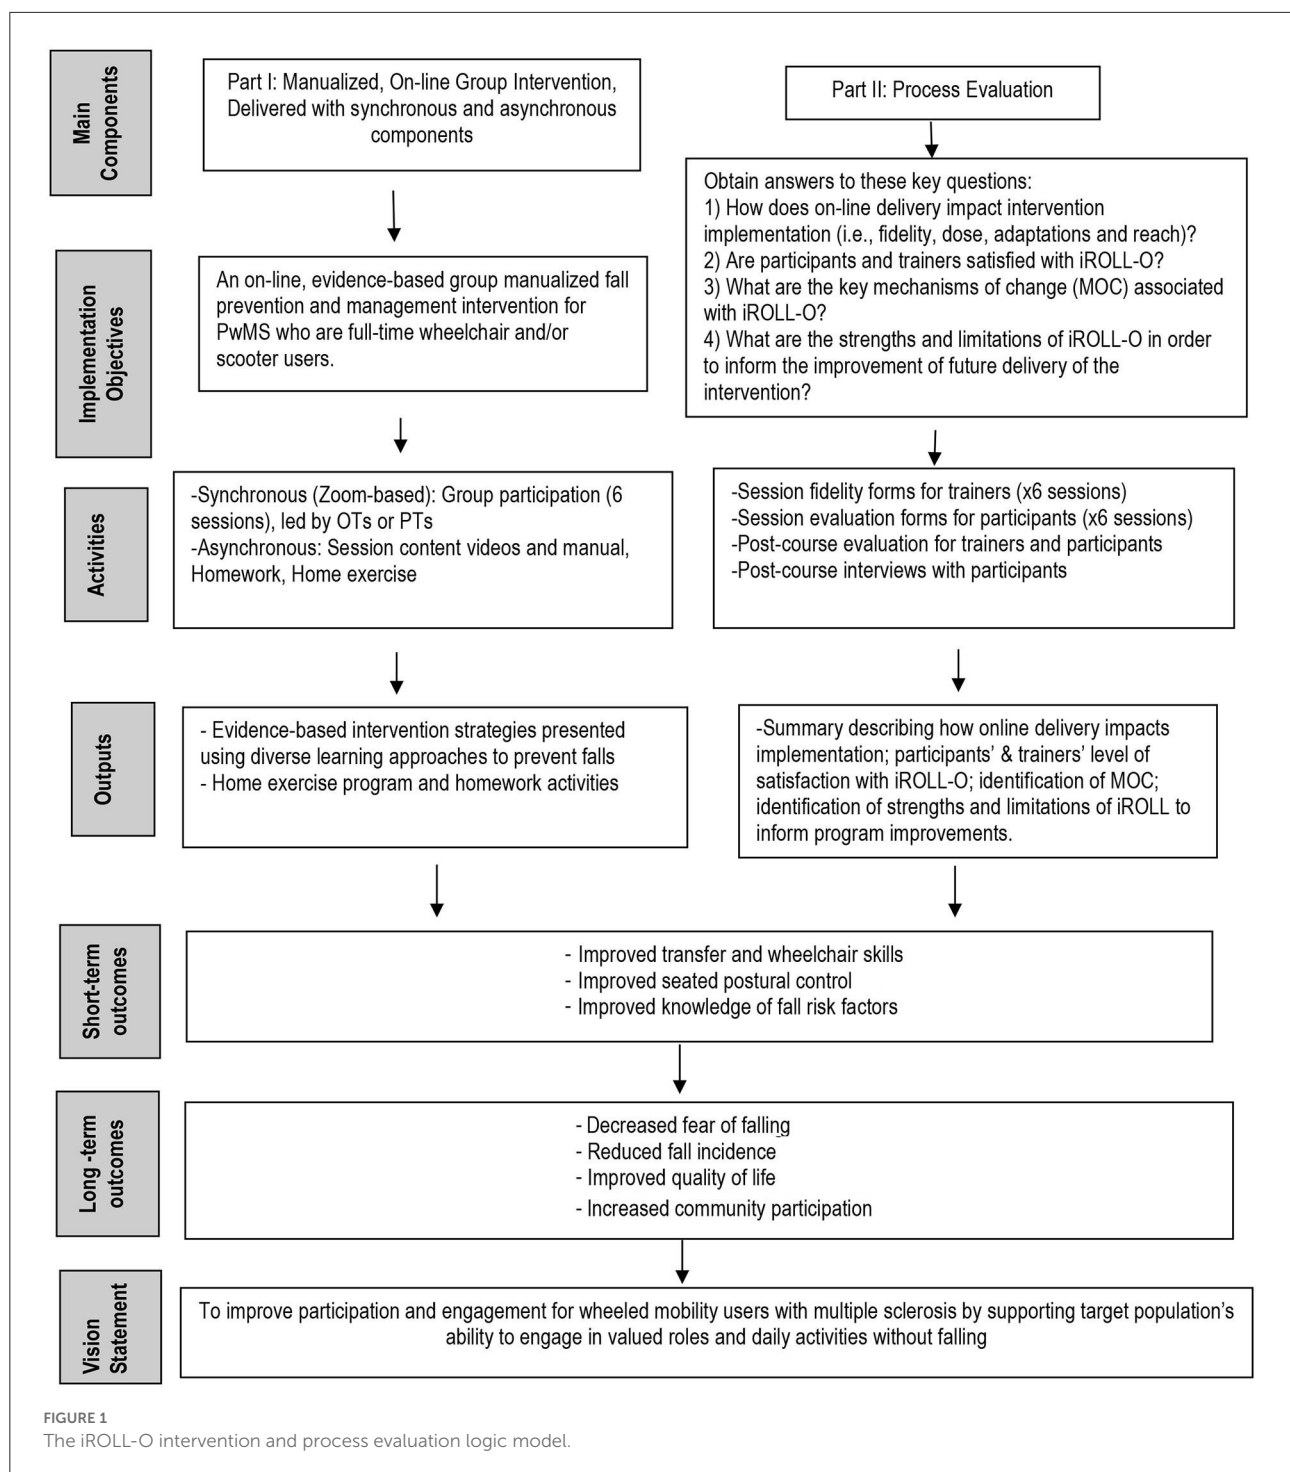 Main
Components
Part I: Manualized, On-line Group Intervention,
Delivered with synchronous and asynchronous
components
Part II: Process Evaluation
Implementation
Objectives
An on-line, evidence-based group manualized fall
prevention and management intervention for
PwMS who are full-time wheelchair and/or
scooter users.
Obtain answers to these key questions:
1) How does on-line delivery impact intervention
implementation (i.e., fidelity, dose, adaptations and reach)?
2) Are participants and trainers satisfied with iROLL-O?
3) What are the key mechanisms of change (MOC) associated
with iROLL-O?
4) What are the strengths and limitations of iROLL-O in order
to inform the improvement of future delivery of the
intervention?
Activities
-Synchronous (Zoom-based): Group participation (6
sessions), led by OTs or PTs
-Asynchronous: Session content videos and manual,
Homework, Home exercise
-Session fidelity forms for trainers (x6 sessions)
-Session evaluation forms for participants (x6 sessions)
-Post-course evaluation for trainers and participants
-Post-course interviews with participants
Outputs
- Evidence-based intervention strategies presented
using diverse learning approaches to prevent falls
- Home exercise program and homework activities
-Summary describing how online delivery impacts
implementation; participants’ & trainers’ level of
satisfaction with iROLL-O; identification of MOC;
identification of strengths and limitations of iROLL to
inform program improvements.
Short-term
outcomes
- Improved transfer and wheelchair skills
- Improved seated postural control
- Improved knowledge of fall risk factors
Long -term
outcomes
- Decreased fear of falling
- Reduced fall incidence
- Improved quality of life
- Increased community participation
Vision
Statement
To improve participation and engagement for wheeled mobility users with multiple sclerosis by supporting target population’s
ability to engage in valued roles and daily activities without falling
FIGURE 1
The iROLL-O intervention and process evaluation logic model.